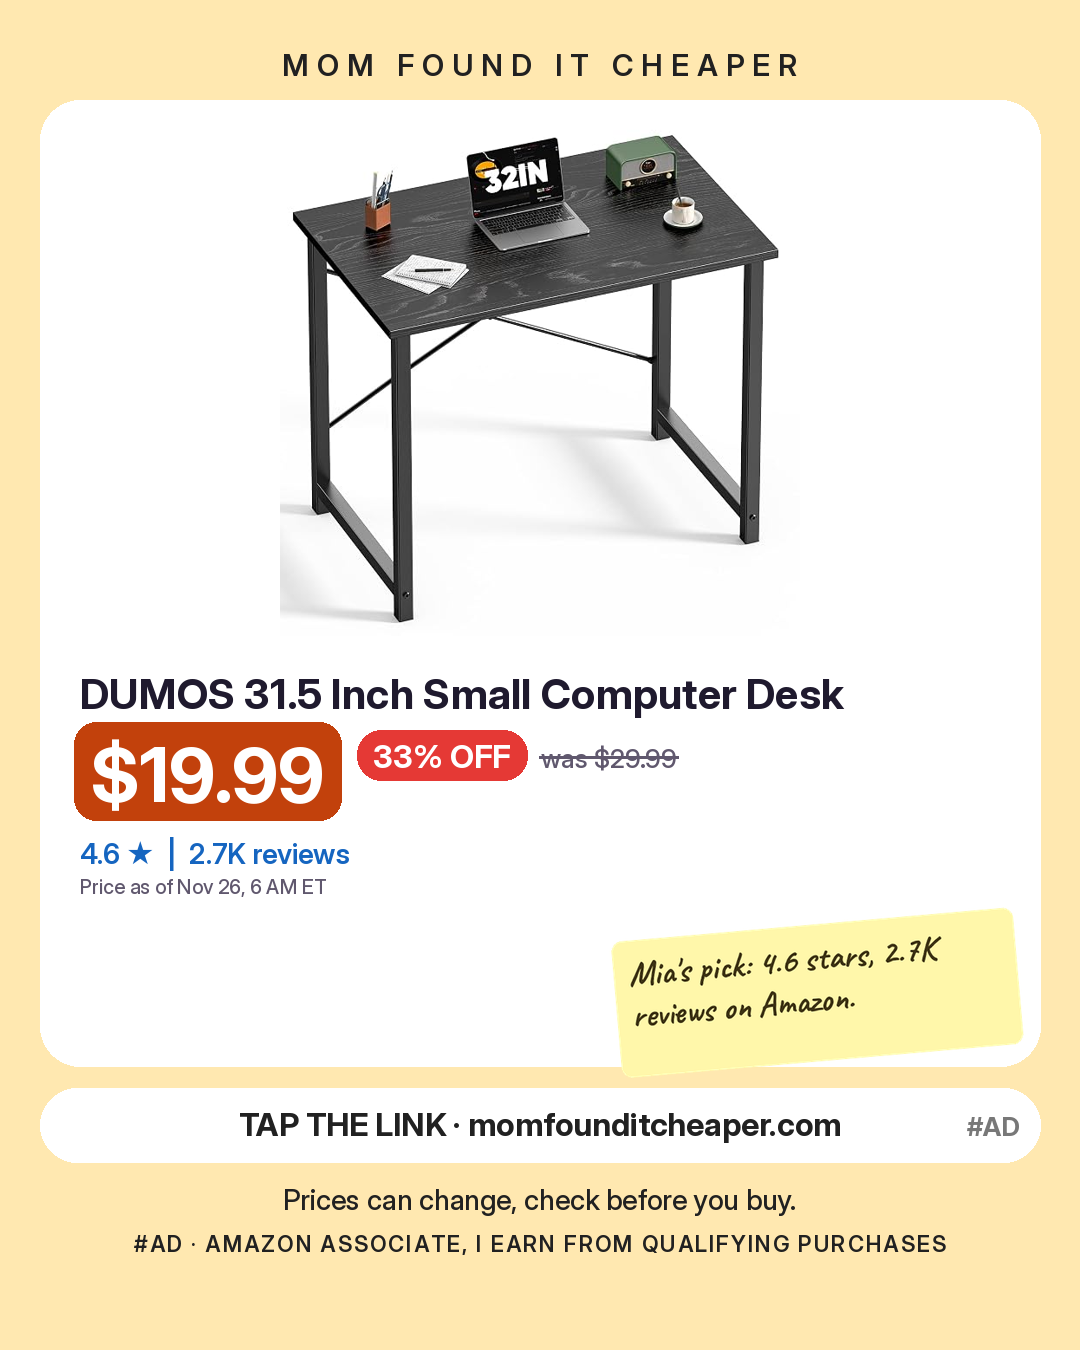 MOM FOUND IT CHEAPER
32IN
DUMOS 31.5 Inch Small Computer Desk
$19.99
33% OFF
was $29.99
4.6 ★ | 2.7K reviews
Price as of Nov 26, 6 AM ET
Mia's pick: 4.6 stars, 2.7K
reviews on Amazon.
TAP THE LINK · momfounditcheaper.com
#AD
Prices can change, check before you buy.
#AD · AMAZON ASSOCIATE, I EARN FROM QUALIFYING PURCHASES